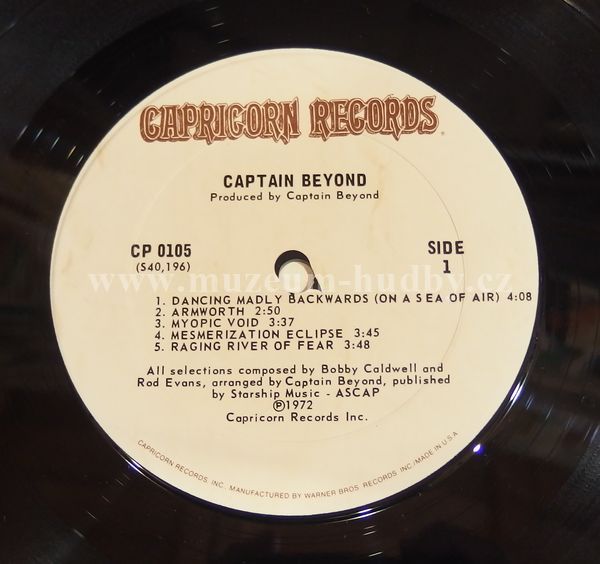 CAPRICORN RECORDS
CAPTAIN BEYOND
Produced by Captain Beyond
CP 0105
(S40,196)
SIDE
1
www.muzeum-hudby.cz
1. DANCING MADLY BACKWARDS (ON A SEA OF AIR) 4:08
2. ARMWORTH 2:50
3. MYOPIC VOID 3:37
4. MESMERIZATION ECLIPSE 3:45
5. RAGING RIVER OF FEAR 3:48
All selections composed by Bobby Caldwell and
Rod Evans, arranged by Captain Beyond, published
by Starship Music - ASCAP
℗1972
Capricorn Records Inc.
CAPRICORN RECORDS, INC. MANUFACTURED BY WARNER BROS. RECORDS, INC./MADE IN U.S.A.